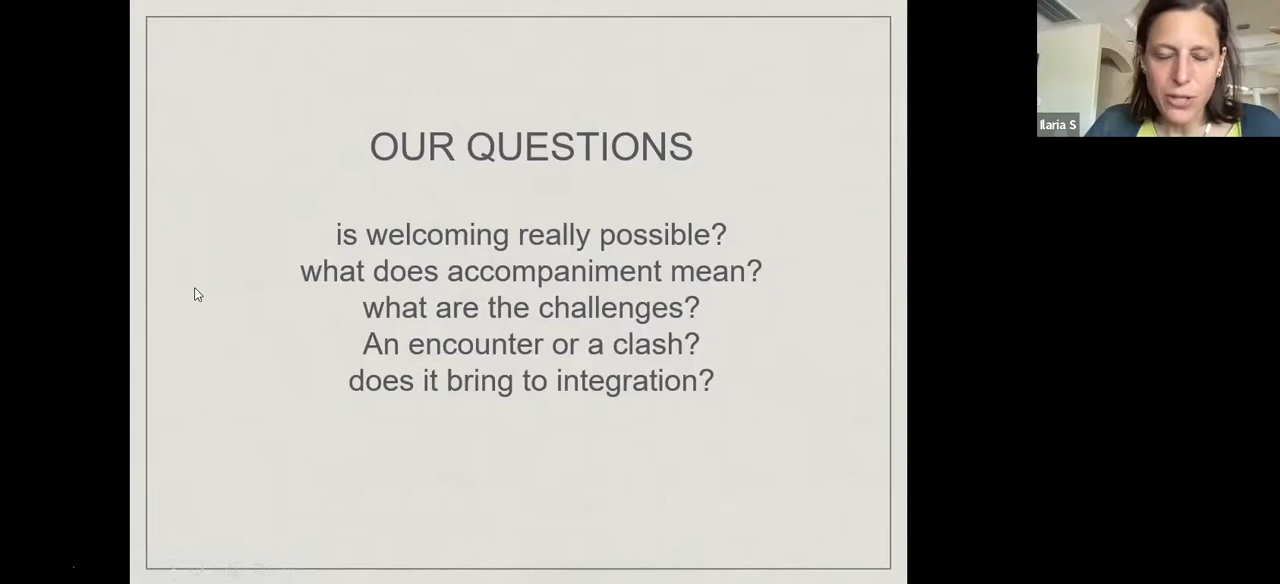 OUR QUESTIONS
is welcoming really possible?
what does accompaniment mean?
what are the challenges?
An encounter or a clash?
does it bring to integration?
Ilaria S